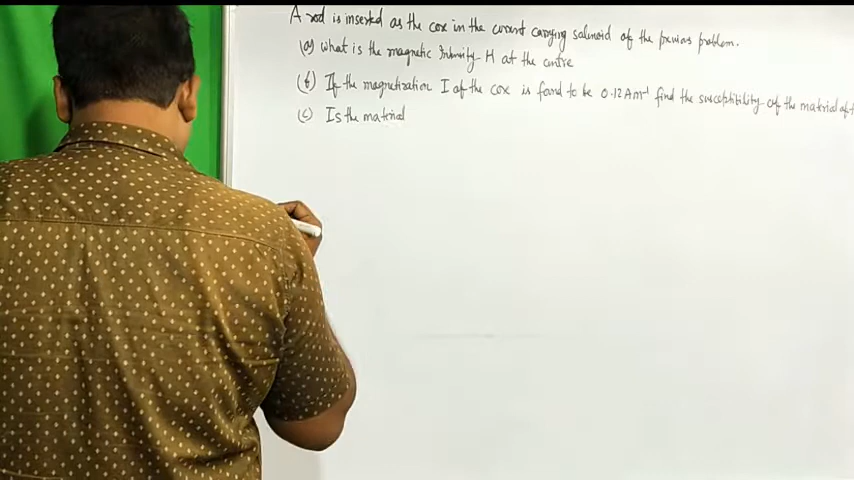 A rod is inserted as the core in the current carrying solenoid of the previous problem.
(a) what is the magnetic Intensity H at the centre
(b) If the magnetization I of the core is found to be 0.12 Am⁻¹ find the susceptibility of the material of t
(c) Is the material